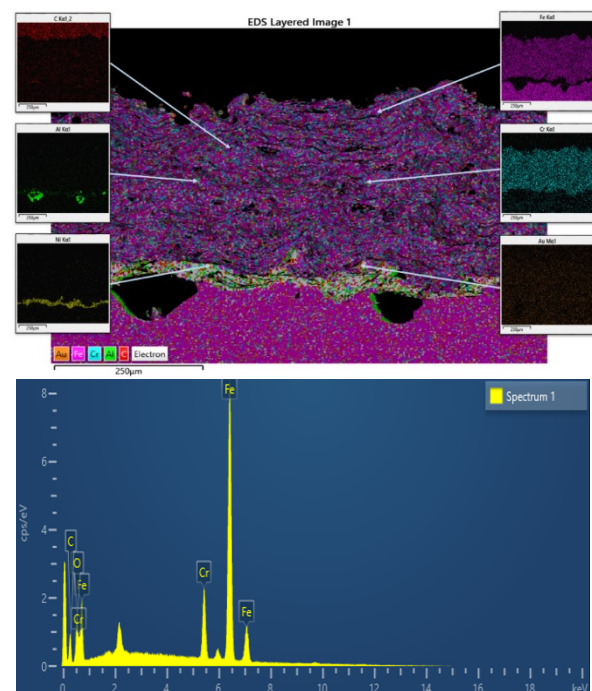 EDS Layered Image 1
C Kα1_2
250µm
Al Kα1
250µm
Ni Kα1
250µm
Fe Kα1
250µm
Cr Kα1
250µm
Au Mα1
250µm
Au Fe Cr Al C Electron
250µm
Spectrum 1
cps/eV
8
6
4
2
0
C
O
Fe
Cr
Cr
Fe
Fe
0 2 4 6 8 10 12 14 16 18 keV